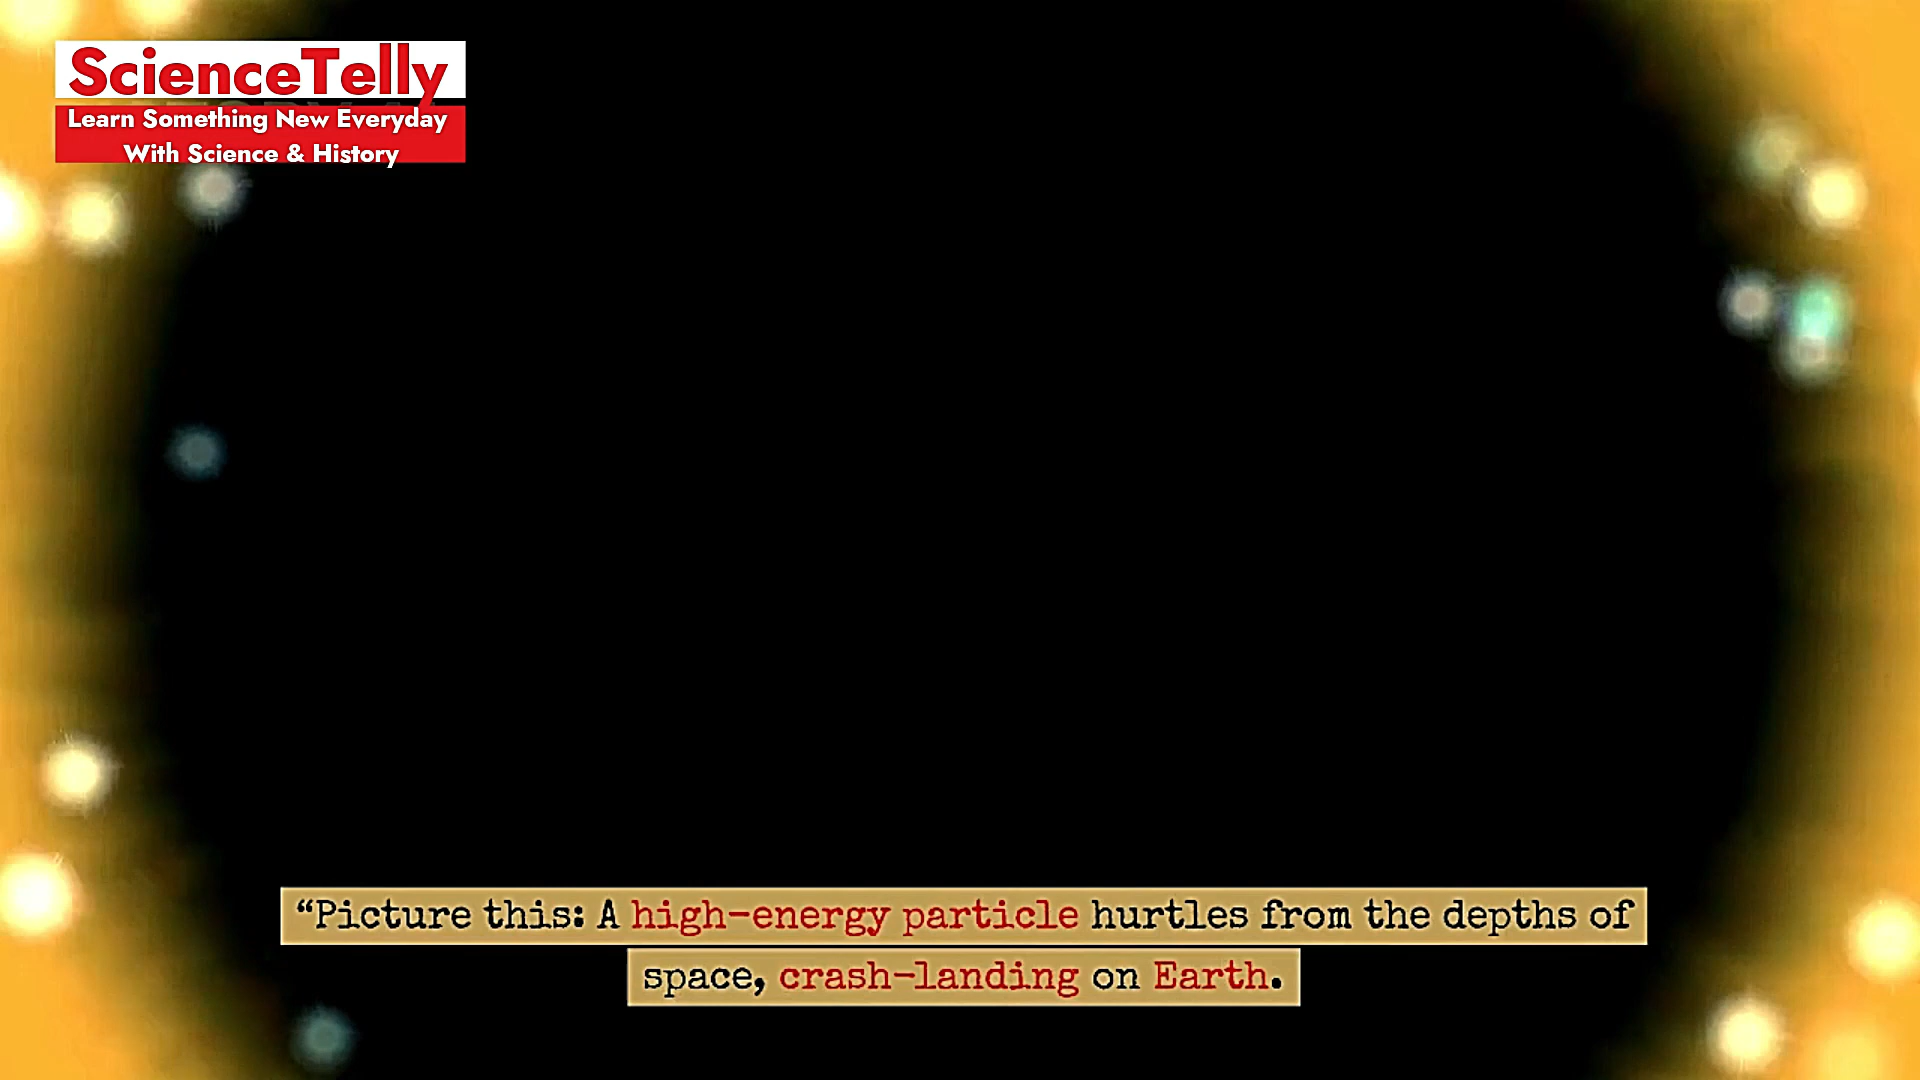 ScienceTelly
Learn Something New Everyday
With Science & History
“Picture this: A high-energy particle hurtles from the depths of
space, crash-landing on Earth.